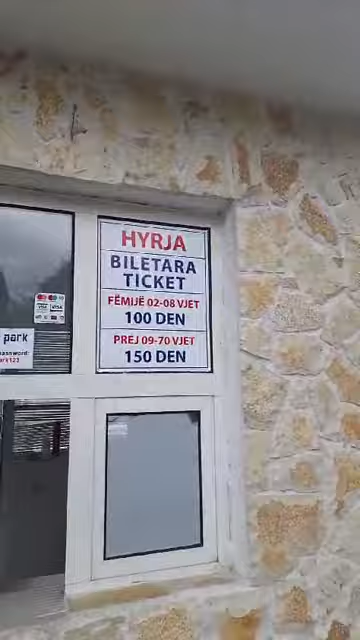 HYRJA
BILETARA
TICKET
FËMIJË 02-08 VJET
100 DEN
PREJ 09-70 VJET
150 DEN
park